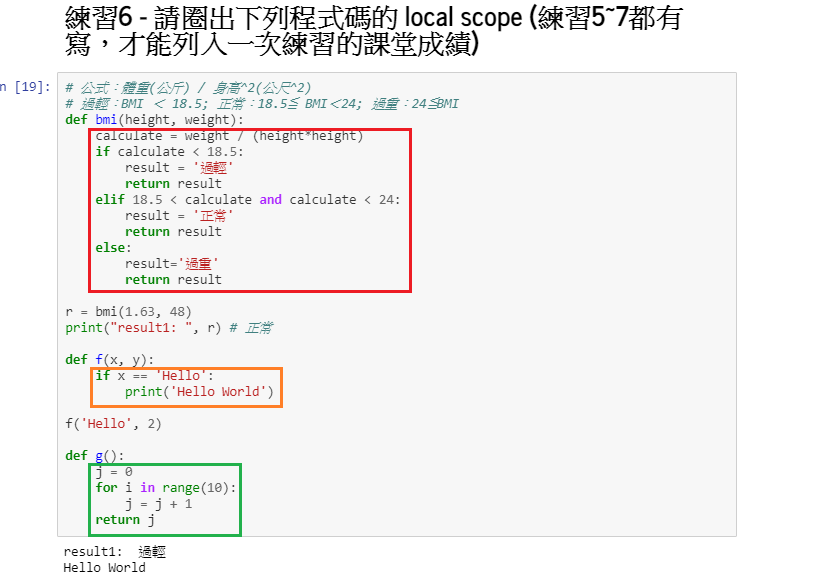 練習6 - 請圈出下列程式碼的 local scope (練習5~7都有
寫，才能列入一次練習的課堂成績)
n [19]:
# 公式：體重(公斤) / 身高^2(公尺^2)
# 過輕：BMI ＜ 18.5; 正常：18.5≦ BMI＜24; 過重：24≦BMI
def bmi(height, weight):
calculate = weight / (height*height)
if calculate < 18.5:
result = '過輕'
return result
elif 18.5 < calculate and calculate < 24:
result = '正常'
return result
else:
result='過重'
return result
r = bmi(1.63, 48)
print("result1: ", r) # 正常
def f(x, y):
if x == 'Hello':
print('Hello World')
f('Hello', 2)
def g():
j = 0
for i in range(10):
j = j + 1
return j
result1:  過輕
Hello World